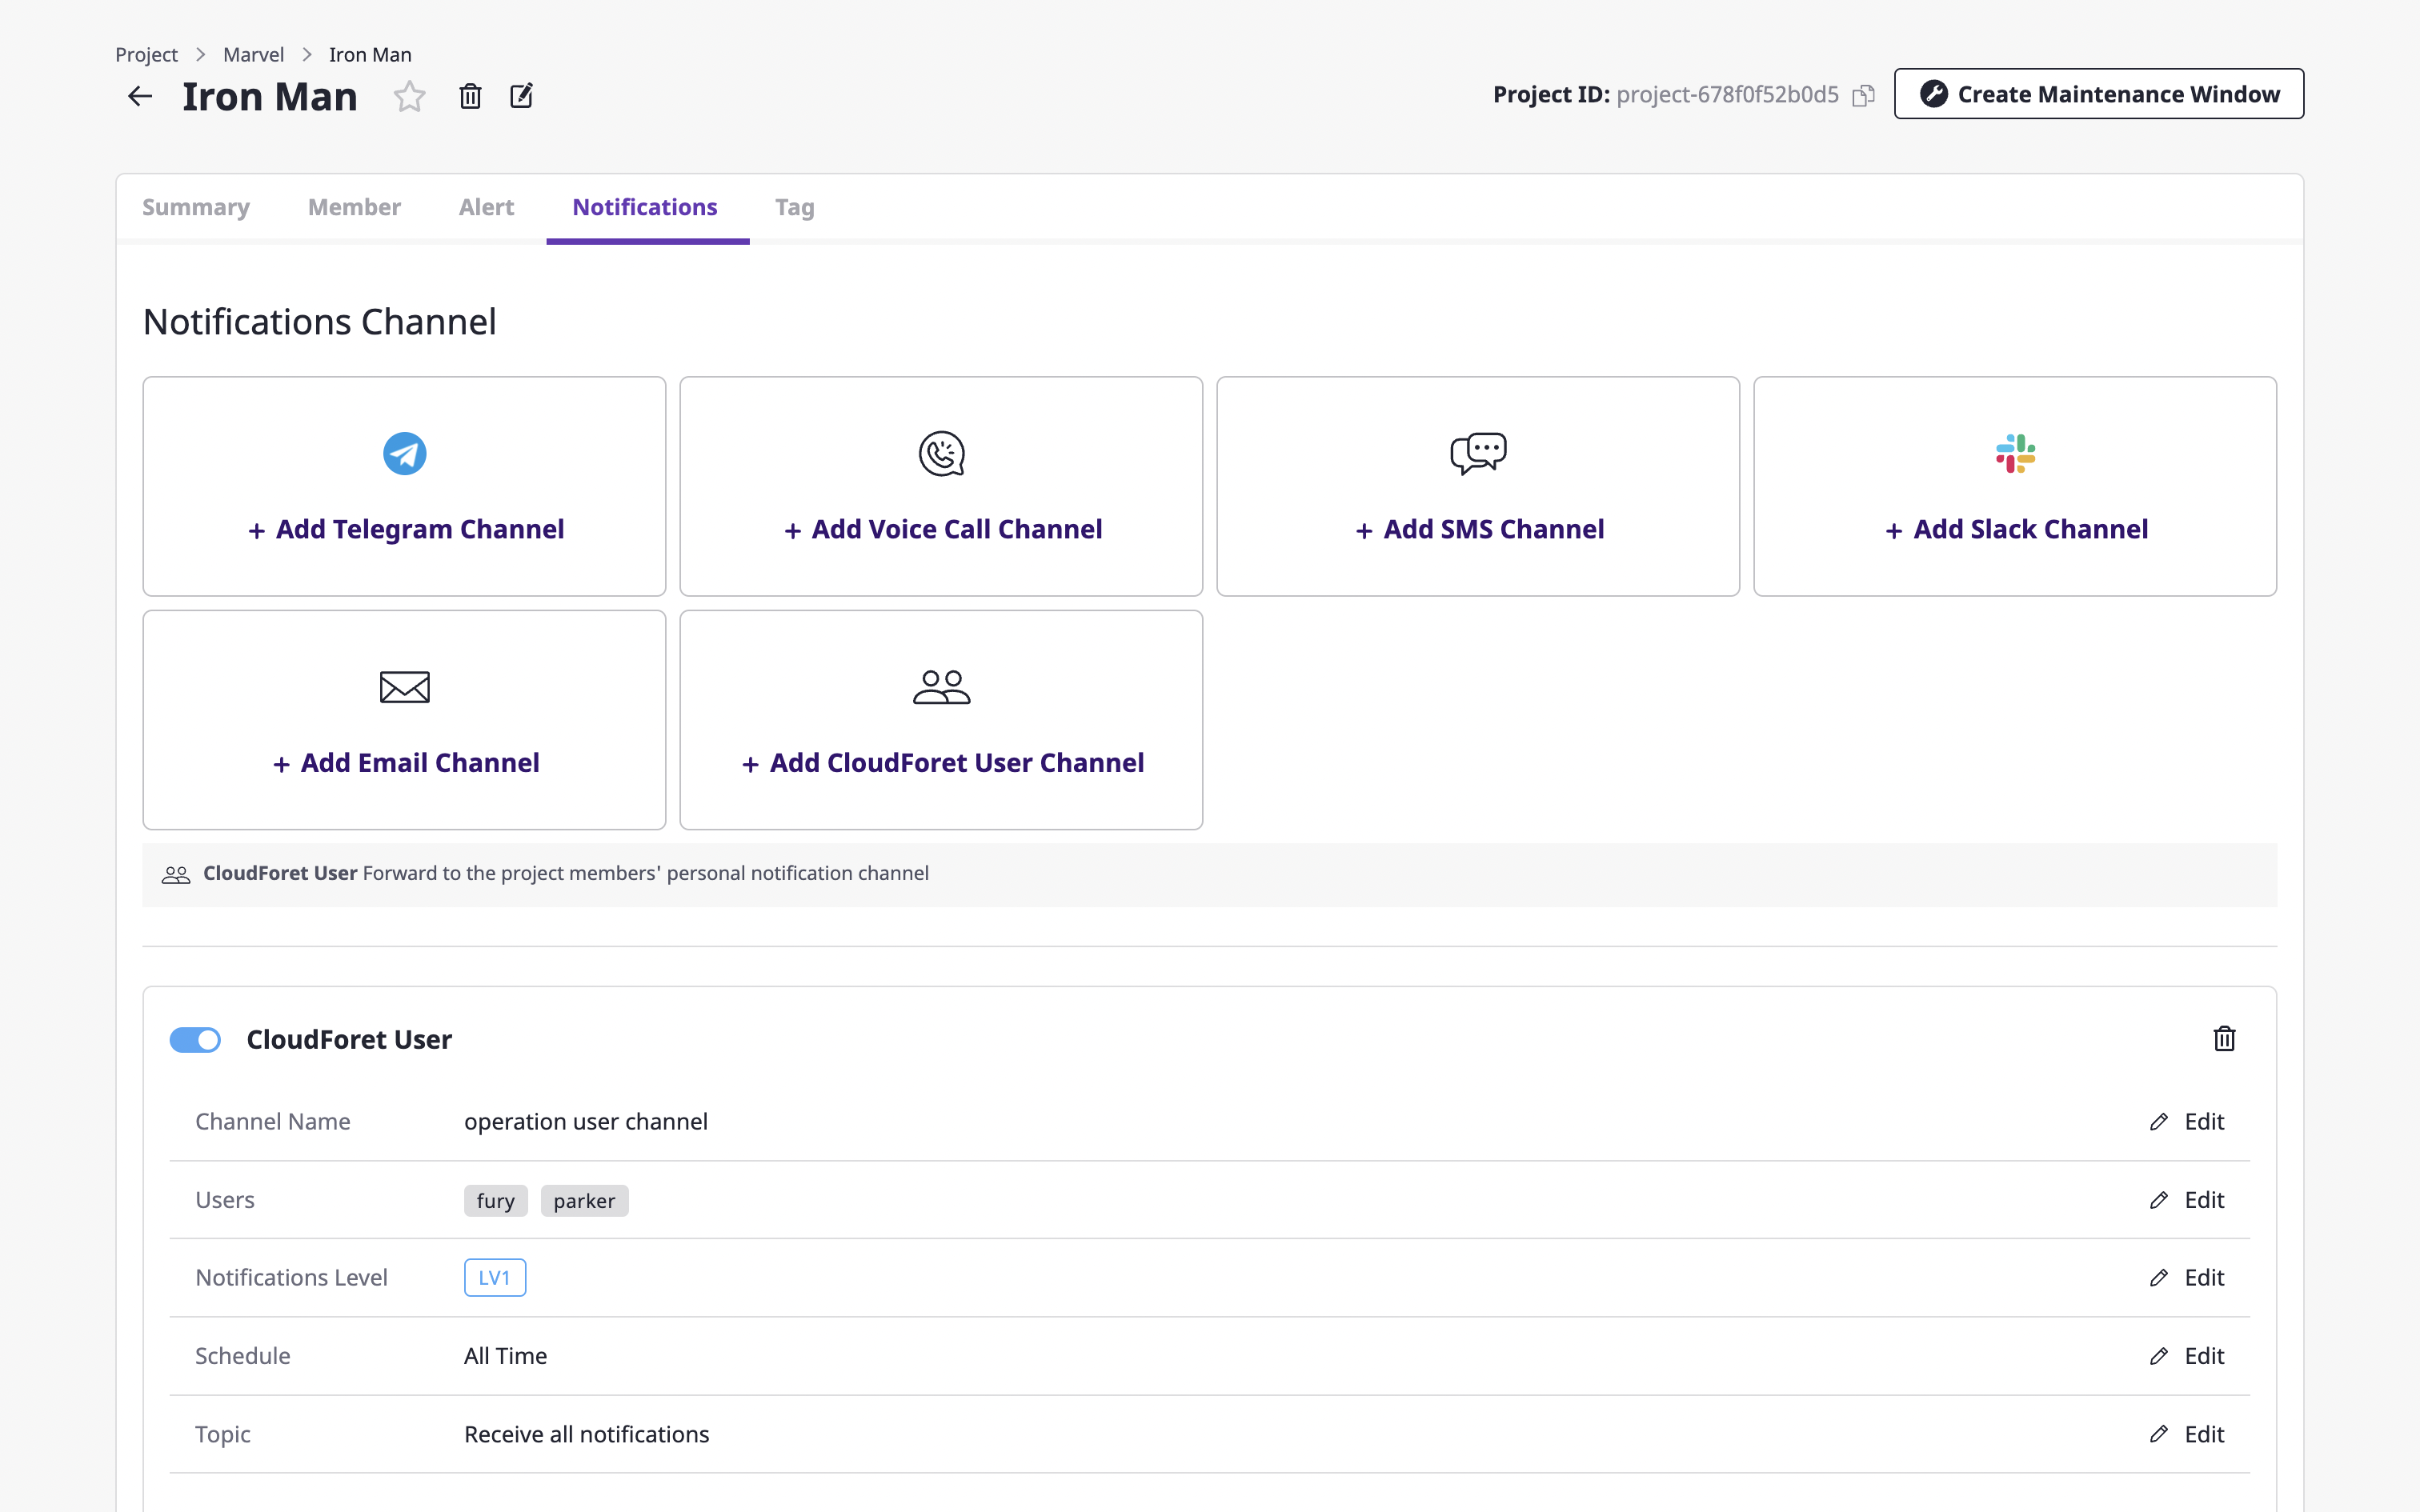 Project > Marvel > Iron Man
Iron Man
Project ID: project-678f0f52b0d5
Create Maintenance Window
Summary Member Alert Notifications Tag
Notifications Channel
+ Add Telegram Channel
+ Add Voice Call Channel
+ Add SMS Channel
+ Add Slack Channel
+ Add Email Channel
+ Add CloudForet User Channel
CloudForet User Forward to the project members' personal notification channel
CloudForet User
Channel Name operation user channel Edit
Users fury parker Edit
Notifications Level LV1 Edit
Schedule All Time Edit
Topic Receive all notifications Edit